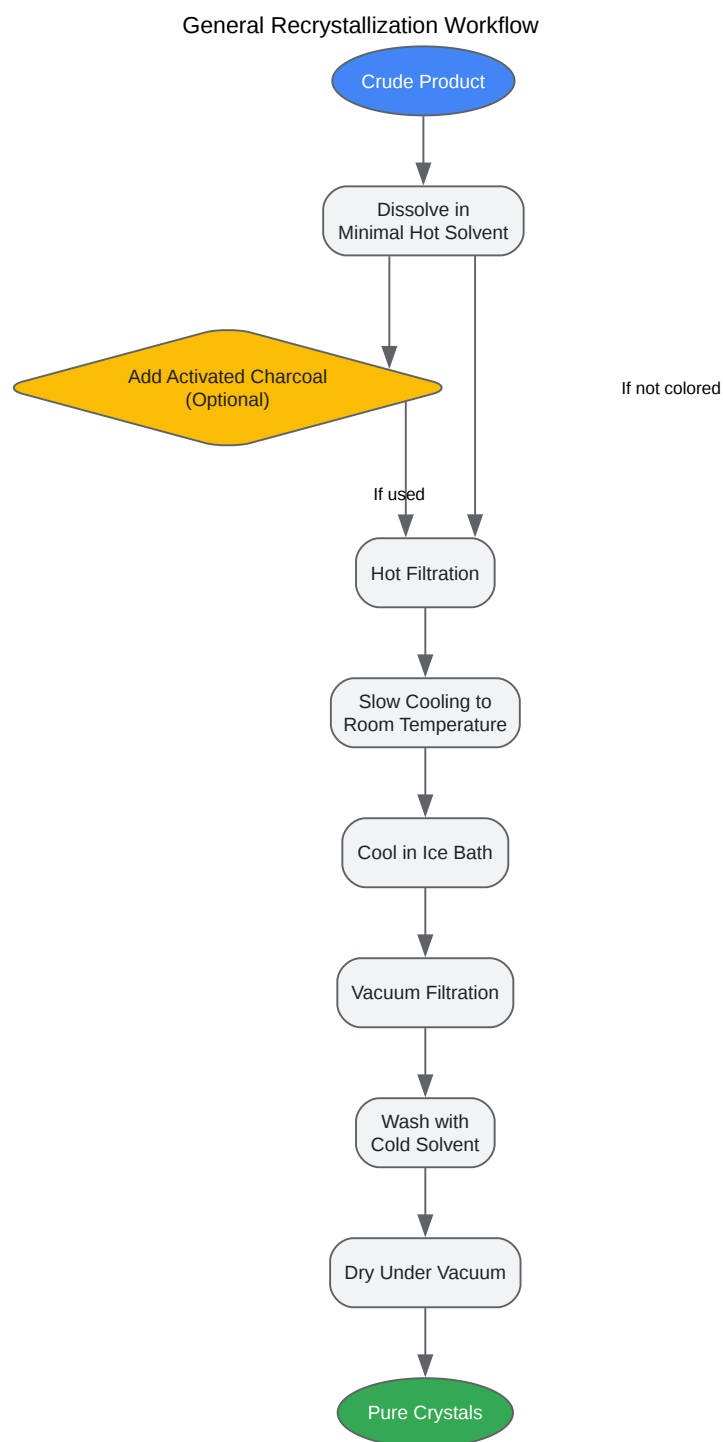 General Recrystallization Workflow
Crude Product
Dissolve in
Minimal Hot Solvent
Add Activated Charcoal
(Optional)
If not colored
If used
Hot Filtration
Slow Cooling to
Room Temperature
Cool in Ice Bath
Vacuum Filtration
Wash with
Cold Solvent
Dry Under Vacuum
Pure Crystals